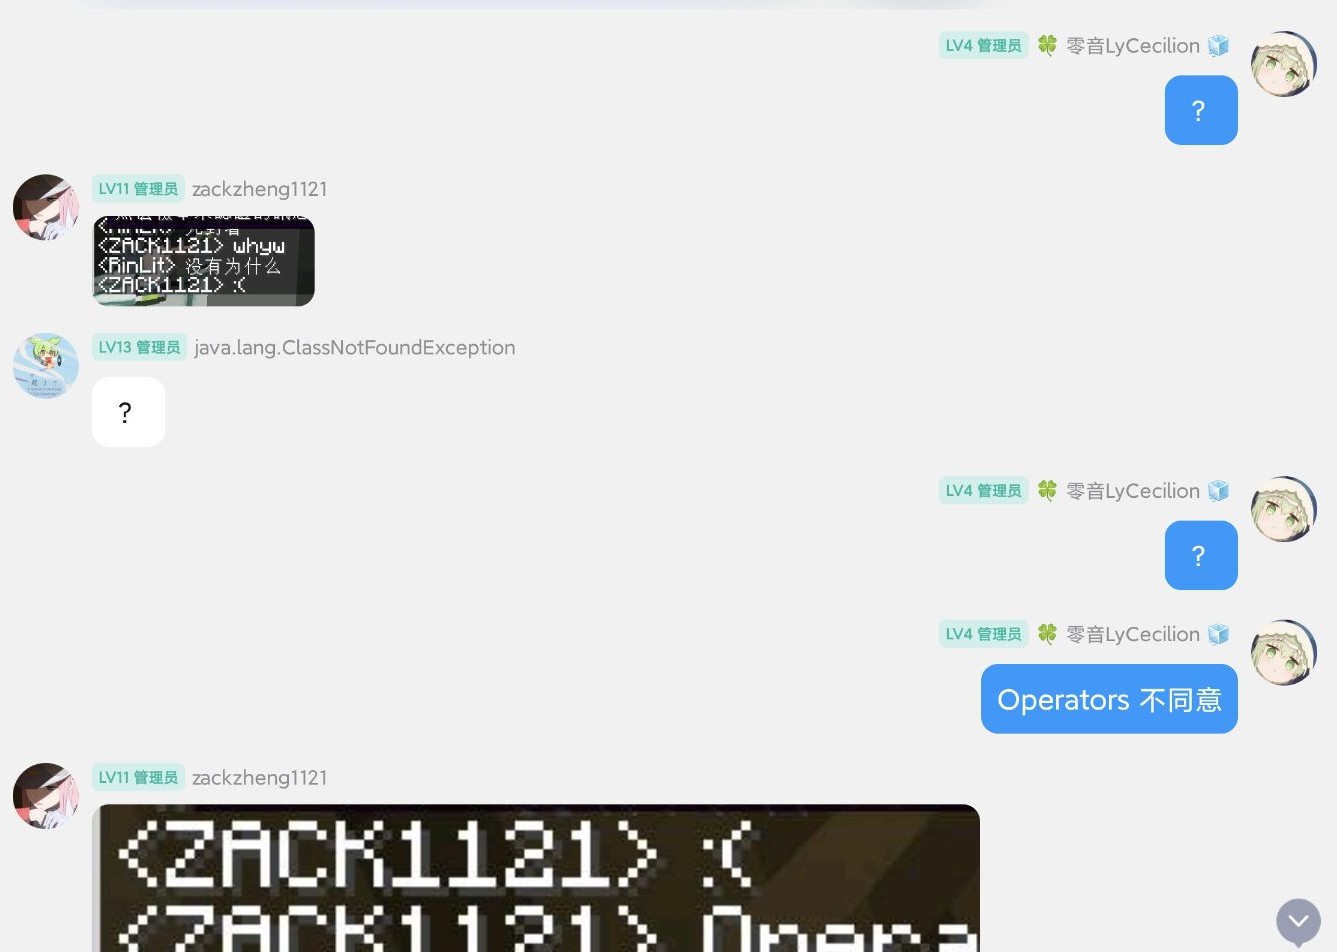 LV4 管理员 🍀 零音LyCecilion 🧊
?
LV11 管理员 zackzheng1121
<ZACK1121> whyw
<RinLit> 没有为什么
<ZACK1121> :(
LV13 管理员 java.lang.ClassNotFoundException
?
LV4 管理员 🍀 零音LyCecilion 🧊
?
LV4 管理员 🍀 零音LyCecilion 🧊
Operators 不同意
LV11 管理员 zackzheng1121
<ZACK1121> :(
<ZACK1121> Opera